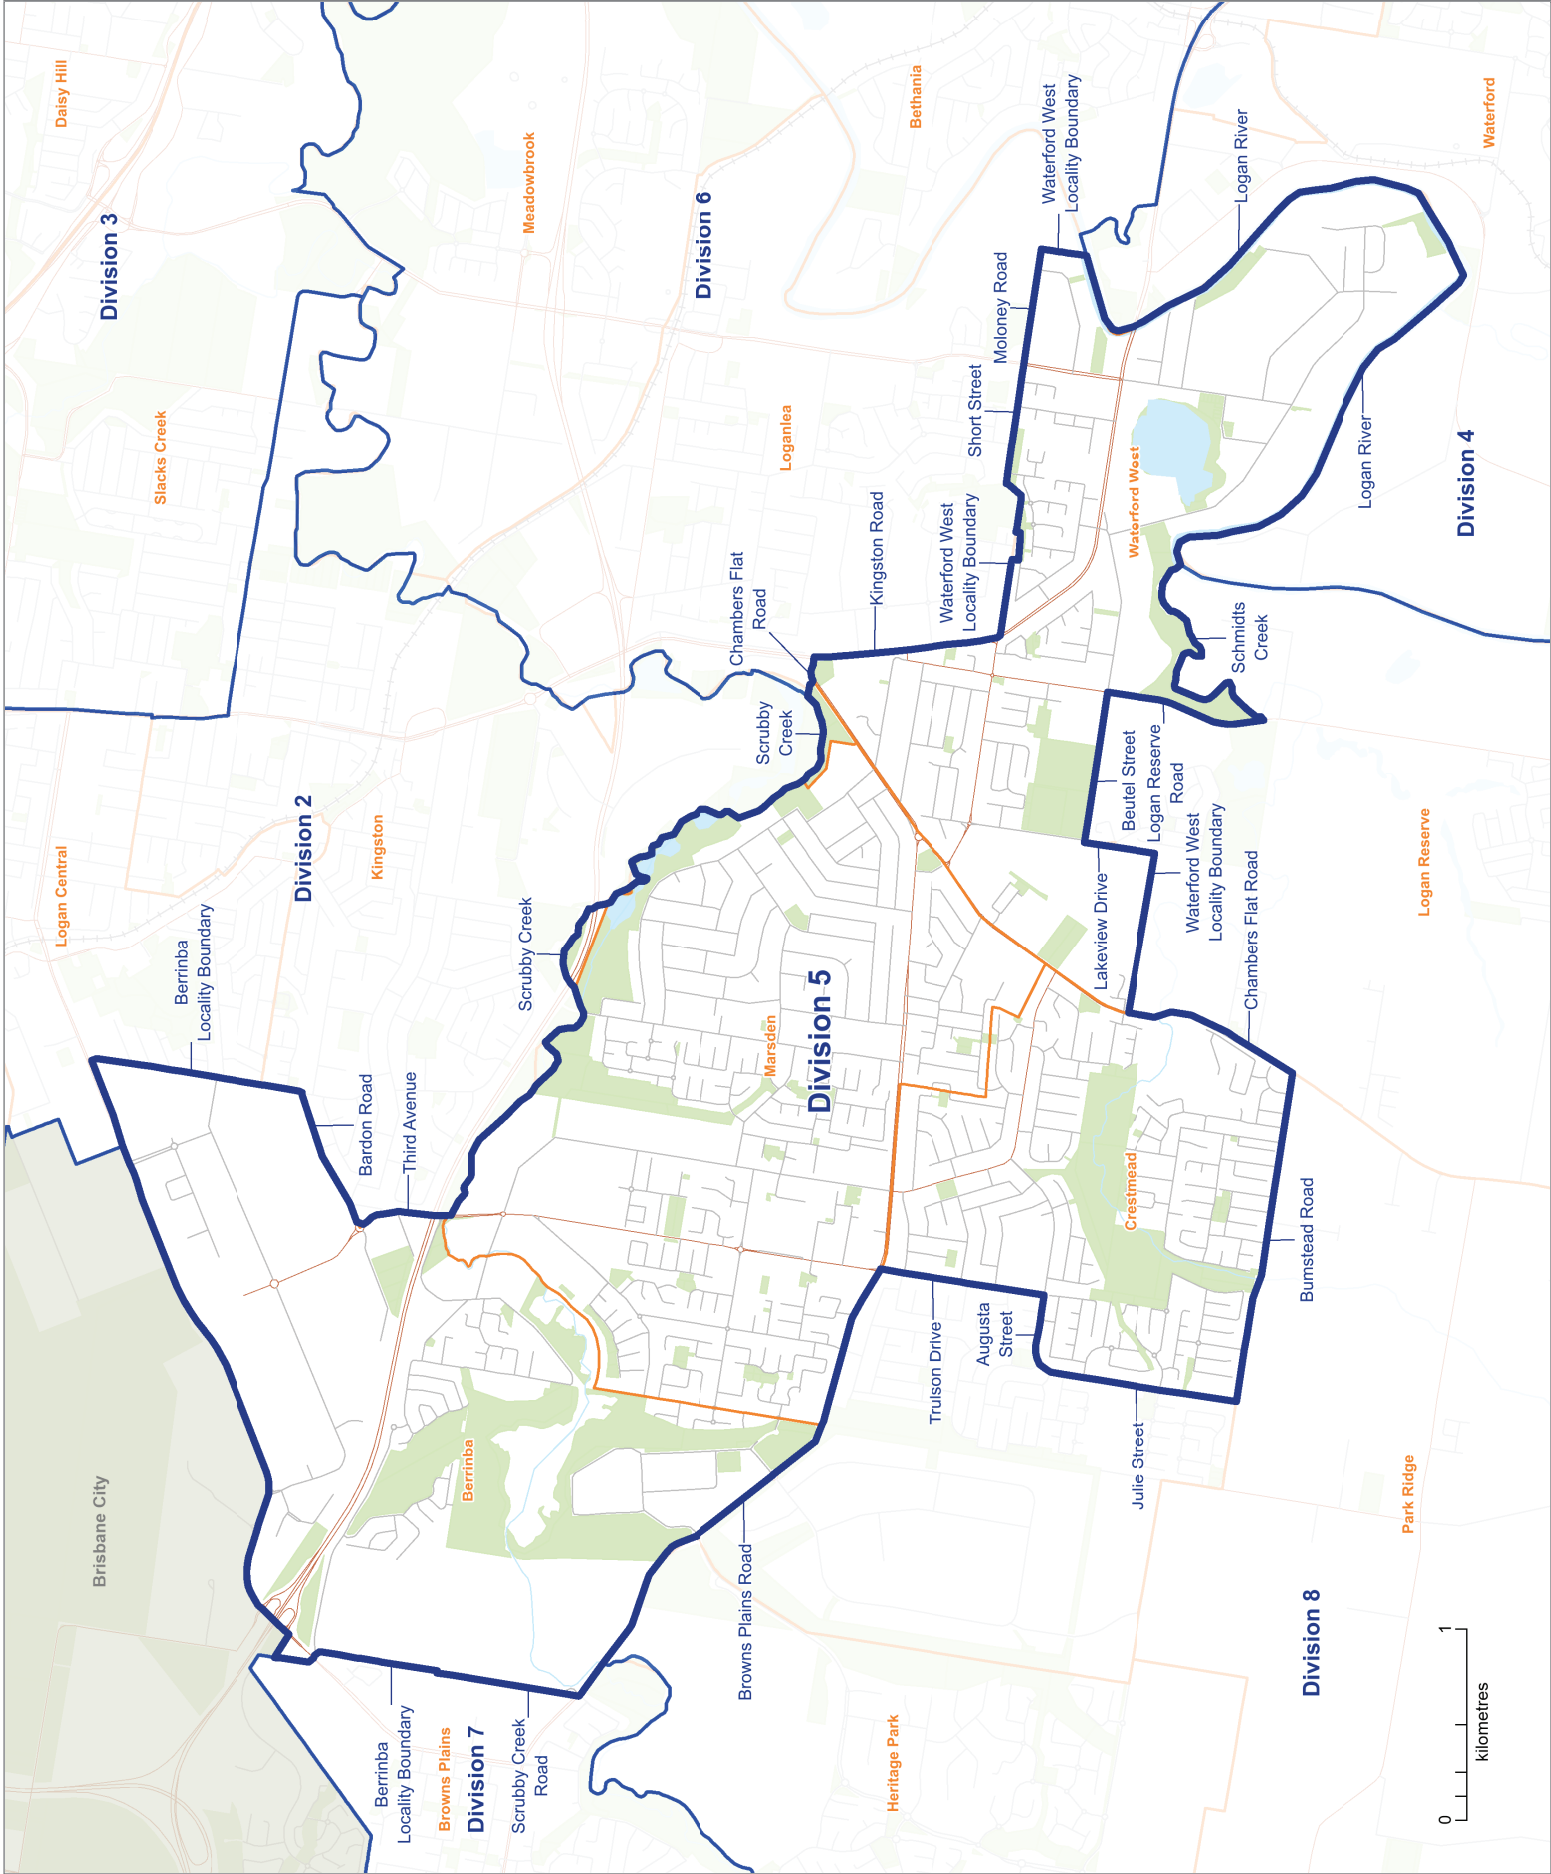 Daisy Hill
Division 3
Slacks Creek
Meadowbrook
Division 6
Bethania
Waterford West
Locality Boundary
Logan River
Waterford
Moloney Road
Short Street
Loganlea
Kingston Road
Waterford West
Locality Boundary
Chambers Flat
Road
Waterford West
Logan River
Division 4
Schmidts
Creek
Scrubby
Creek
Logan Central
Division 2
Kingston
Berrinba
Locality Boundary
Scrubby Creek
Beutel Street
Logan Reserve
Road
Waterford West
Locality Boundary
Lakeview Drive
Chambers Flat Road
Logan Reserve
Marsden
Division 5
Bardon Road
Third Avenue
Crestmead
Bumstead Road
Trulson Drive
Augusta
Street
Julie Street
Brisbane City
Berrinba
Browns Plains Road
Park Ridge
Division 8
Berrinba
Locality Boundary
Browns Plains
Division 7
Scrubby Creek
Road
Heritage Park
0
1
kilometres